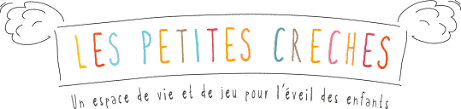 LES PETITES CRECHES
Un espace de vie et de jeu pour l'éveil des enfants